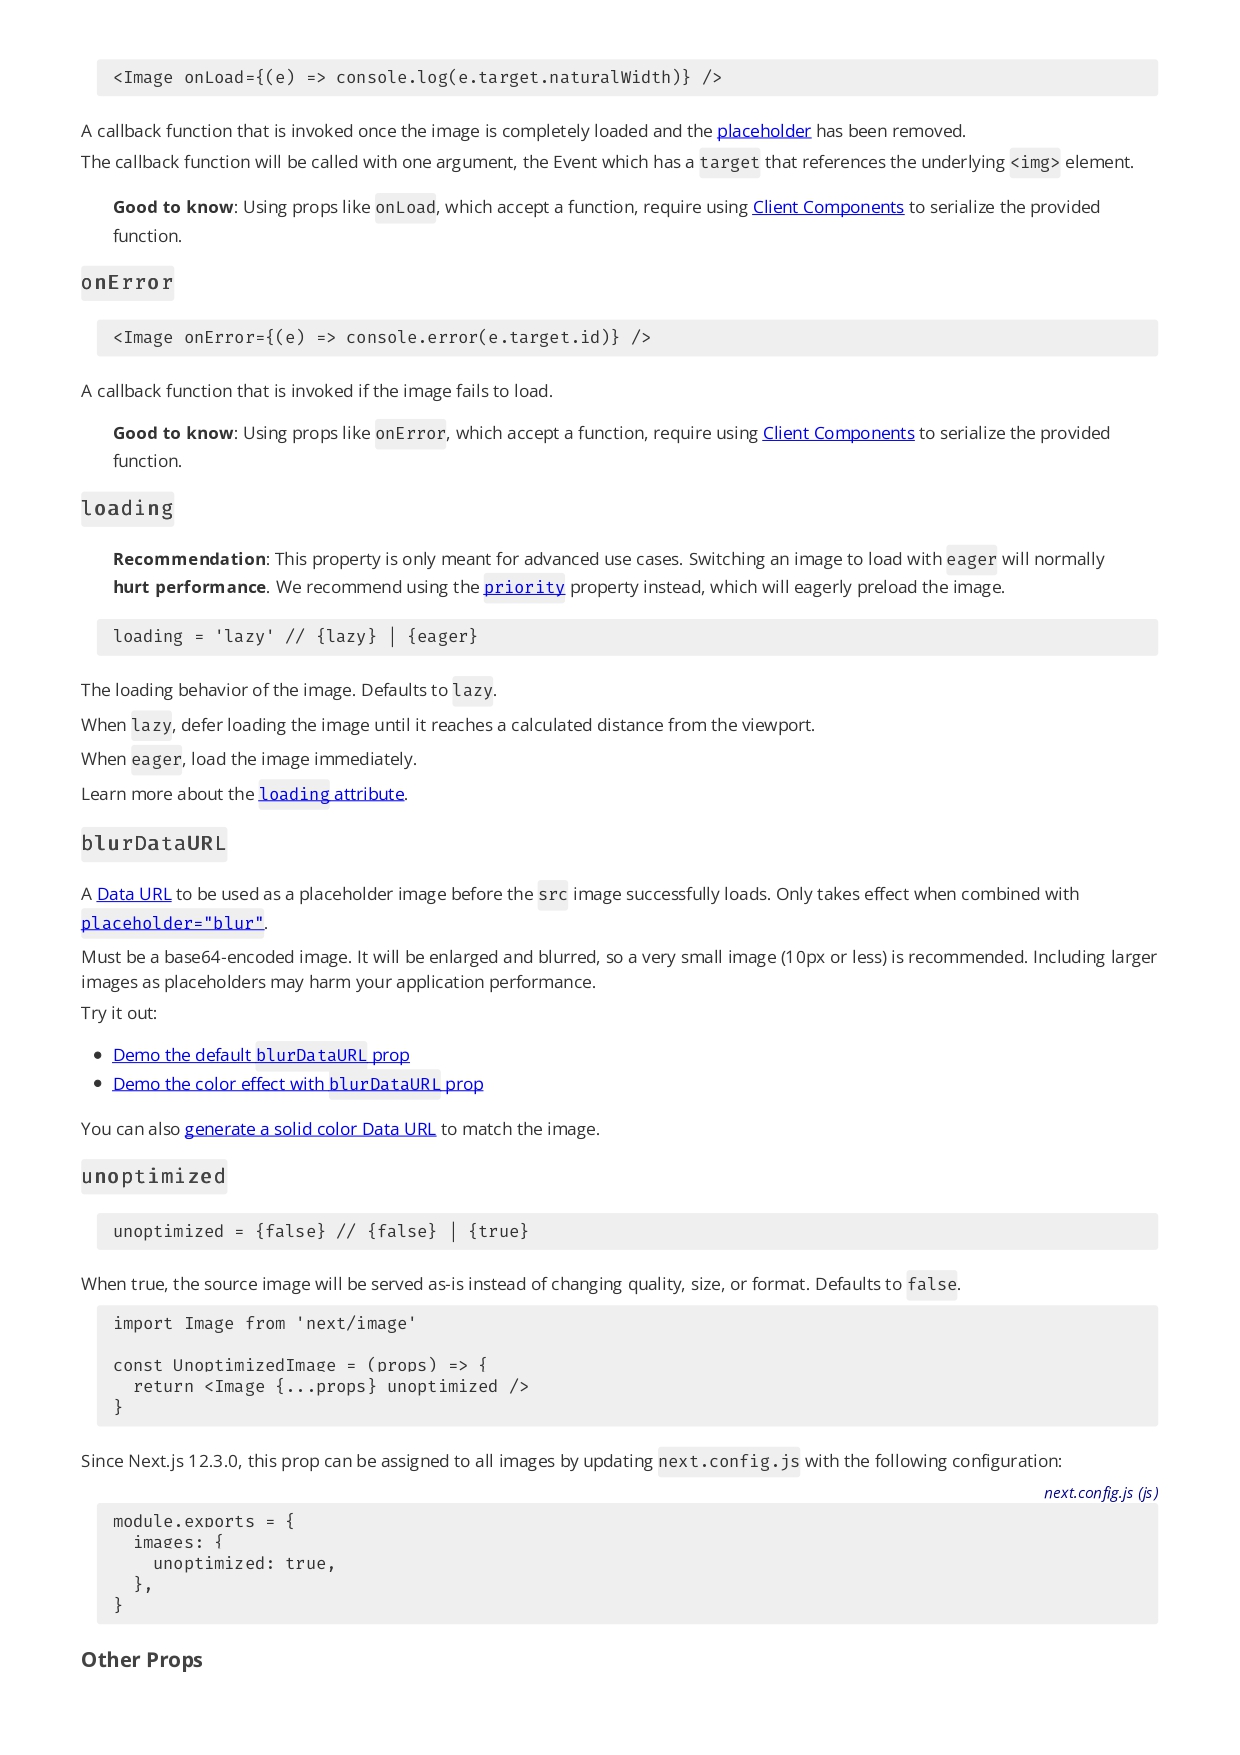 <Image onLoad={(e) => console.log(e.target.naturalWidth)} />
A callback function that is invoked once the image is completely loaded and the placeholder has been removed.
The callback function will be called with one argument, the Event which has a target that references the underlying <img> element.
Good to know: Using props like onLoad, which accept a function, require using Client Components to serialize the provided
function.
onError
<Image onError={(e) => console.error(e.target.id)} />
A callback function that is invoked if the image fails to load.
Good to know: Using props like onError, which accept a function, require using Client Components to serialize the provided
function.
loading
Recommendation: This property is only meant for advanced use cases. Switching an image to load with eager will normally
hurt performance. We recommend using the priority property instead, which will eagerly preload the image.
loading = 'lazy' // {lazy} | {eager}
The loading behavior of the image. Defaults to lazy.
When lazy, defer loading the image until it reaches a calculated distance from the viewport.
When eager, load the image immediately.
Learn more about the loading attribute.
blurDataURL
A Data URL to be used as a placeholder image before the src image successfully loads. Only takes effect when combined with
placeholder="blur".
Must be a base64-encoded image. It will be enlarged and blurred, so a very small image (10px or less) is recommended. Including larger
images as placeholders may harm your application performance.
Try it out:
• Demo the default blurDataURL prop
• Demo the color effect with blurDataURL prop
You can also generate a solid color Data URL to match the image.
unoptimized
unoptimized = {false} // {false} | {true}
When true, the source image will be served as-is instead of changing quality, size, or format. Defaults to false.
import Image from 'next/image'
const UnoptimizedImage = (props) => {
  return <Image {...props} unoptimized />
}
Since Next.js 12.3.0, this prop can be assigned to all images by updating next.config.js with the following configuration:
next.config.js (js)
module.exports = {
  images: {
    unoptimized: true,
  },
}
Other Props